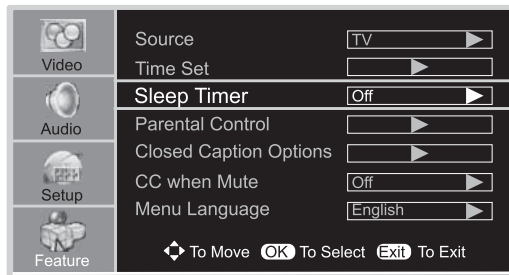 Video
Audio
Setup
Feature
Source TV
Time Set
Sleep Timer Off
Parental Control
Closed Caption Options
CC when Mute Off
Menu Language English
To Move OK To Select Exit To Exit